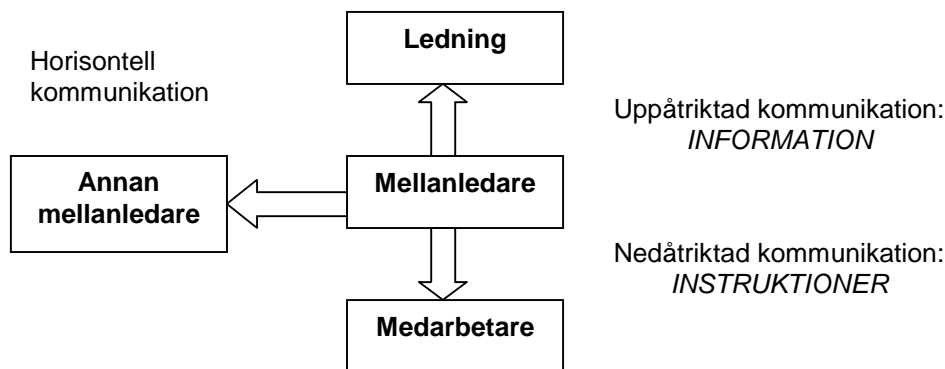 Ledning
Horisontell
kommunikation
Uppåtriktad kommunikation:
INFORMATION
Annan
mellanledare
Mellanledare
Nedåtriktad kommunikation:
INSTRUKTIONER
Medarbetare